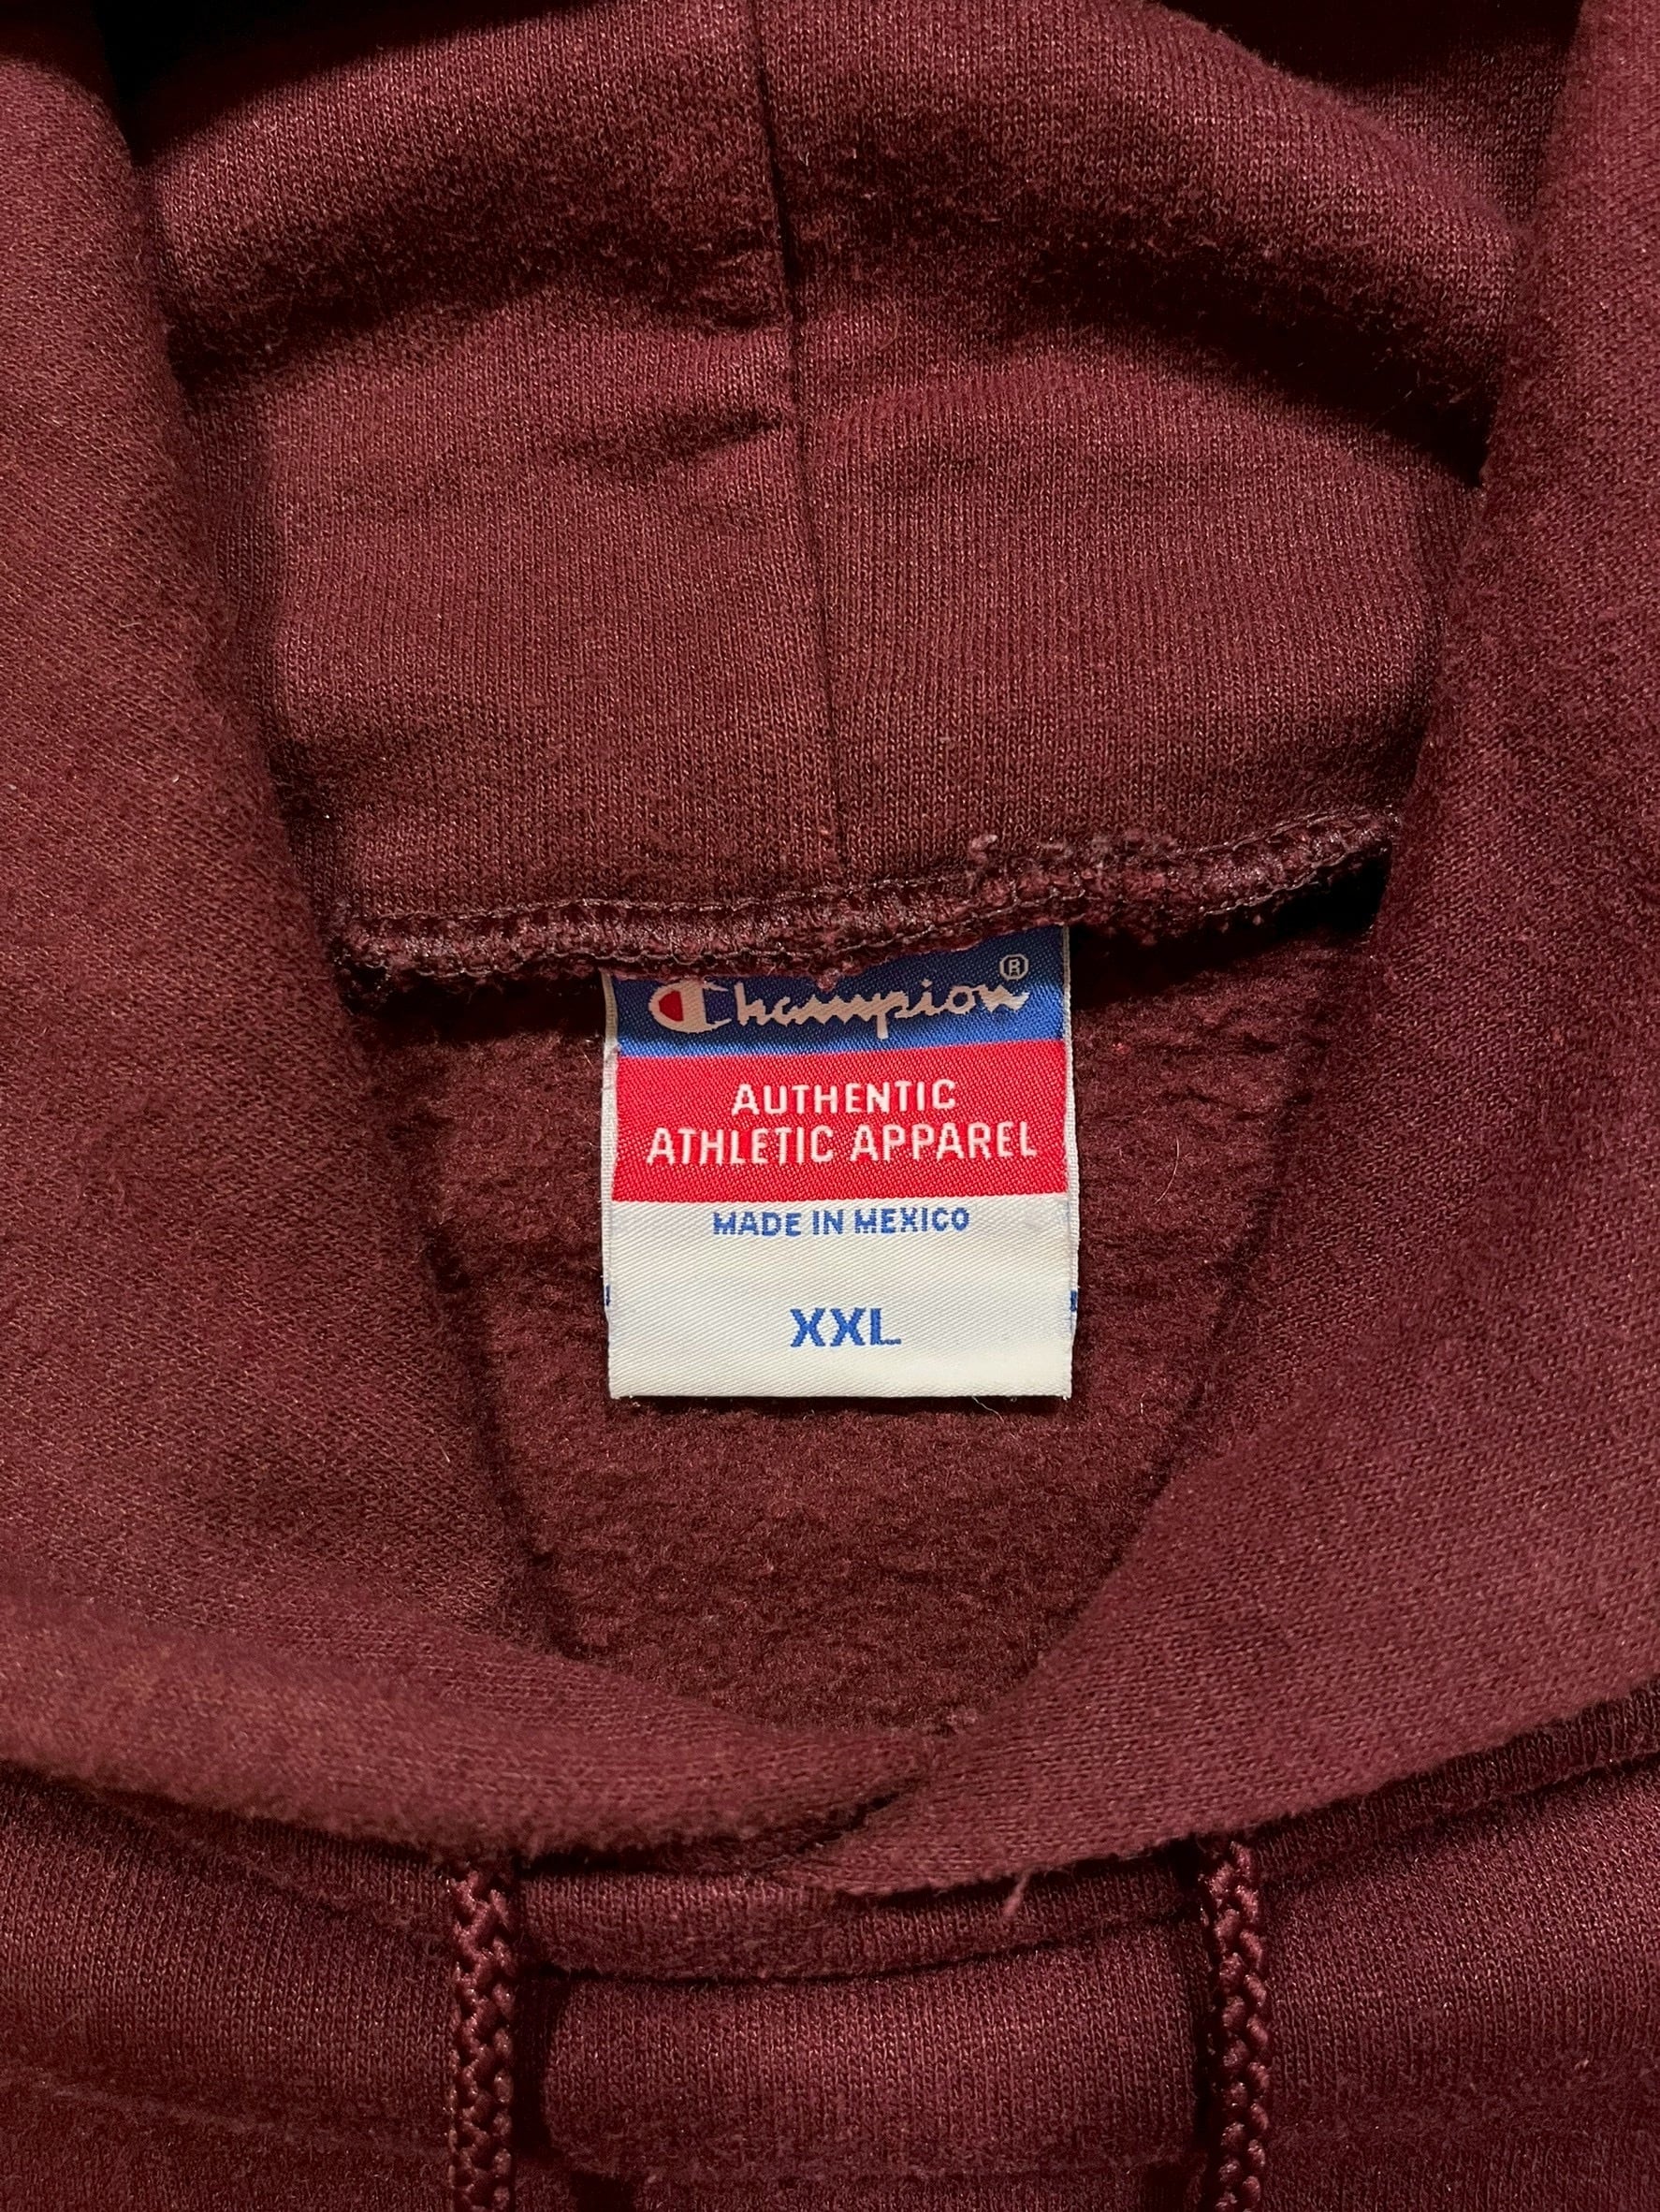 Champion®
AUTHENTIC
ATHLETIC APPAREL
MADE IN MEXICO
XXL